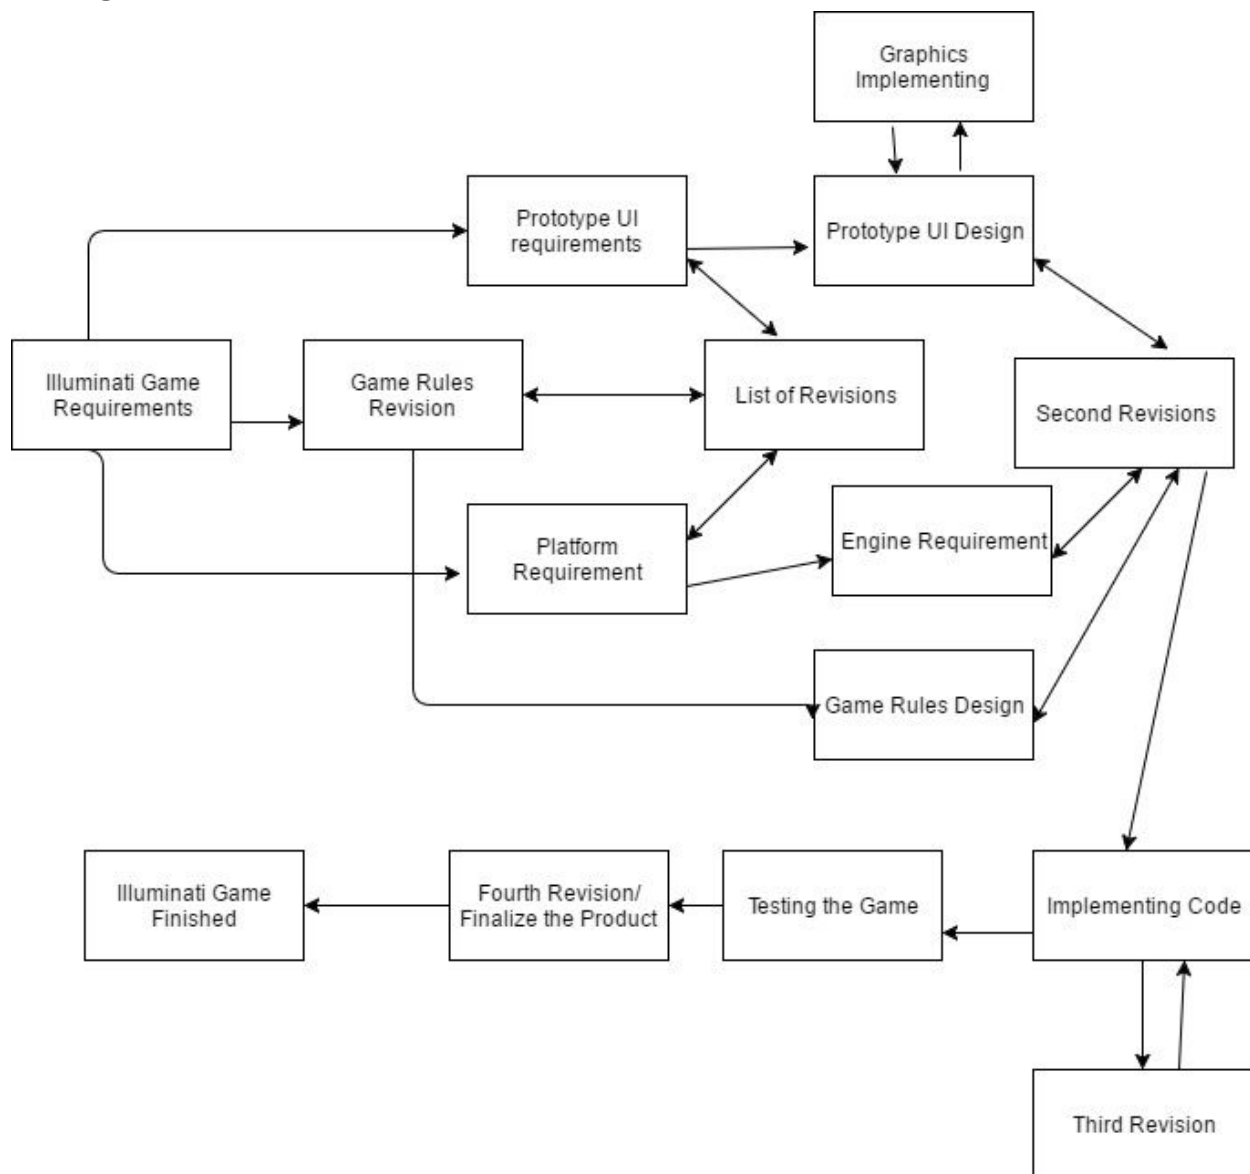 Graphics
Implementing
Prototype UI
requirements
Prototype UI Design
Illuminati Game
Requirements
Game Rules
Revision
List of Revisions
Second Revisions
Platform
Requirement
Engine Requirement
Game Rules Design
Illuminati Game
Finished
Fourth Revision/
Finalize the Product
Testing the Game
Implementing Code
Third Revision